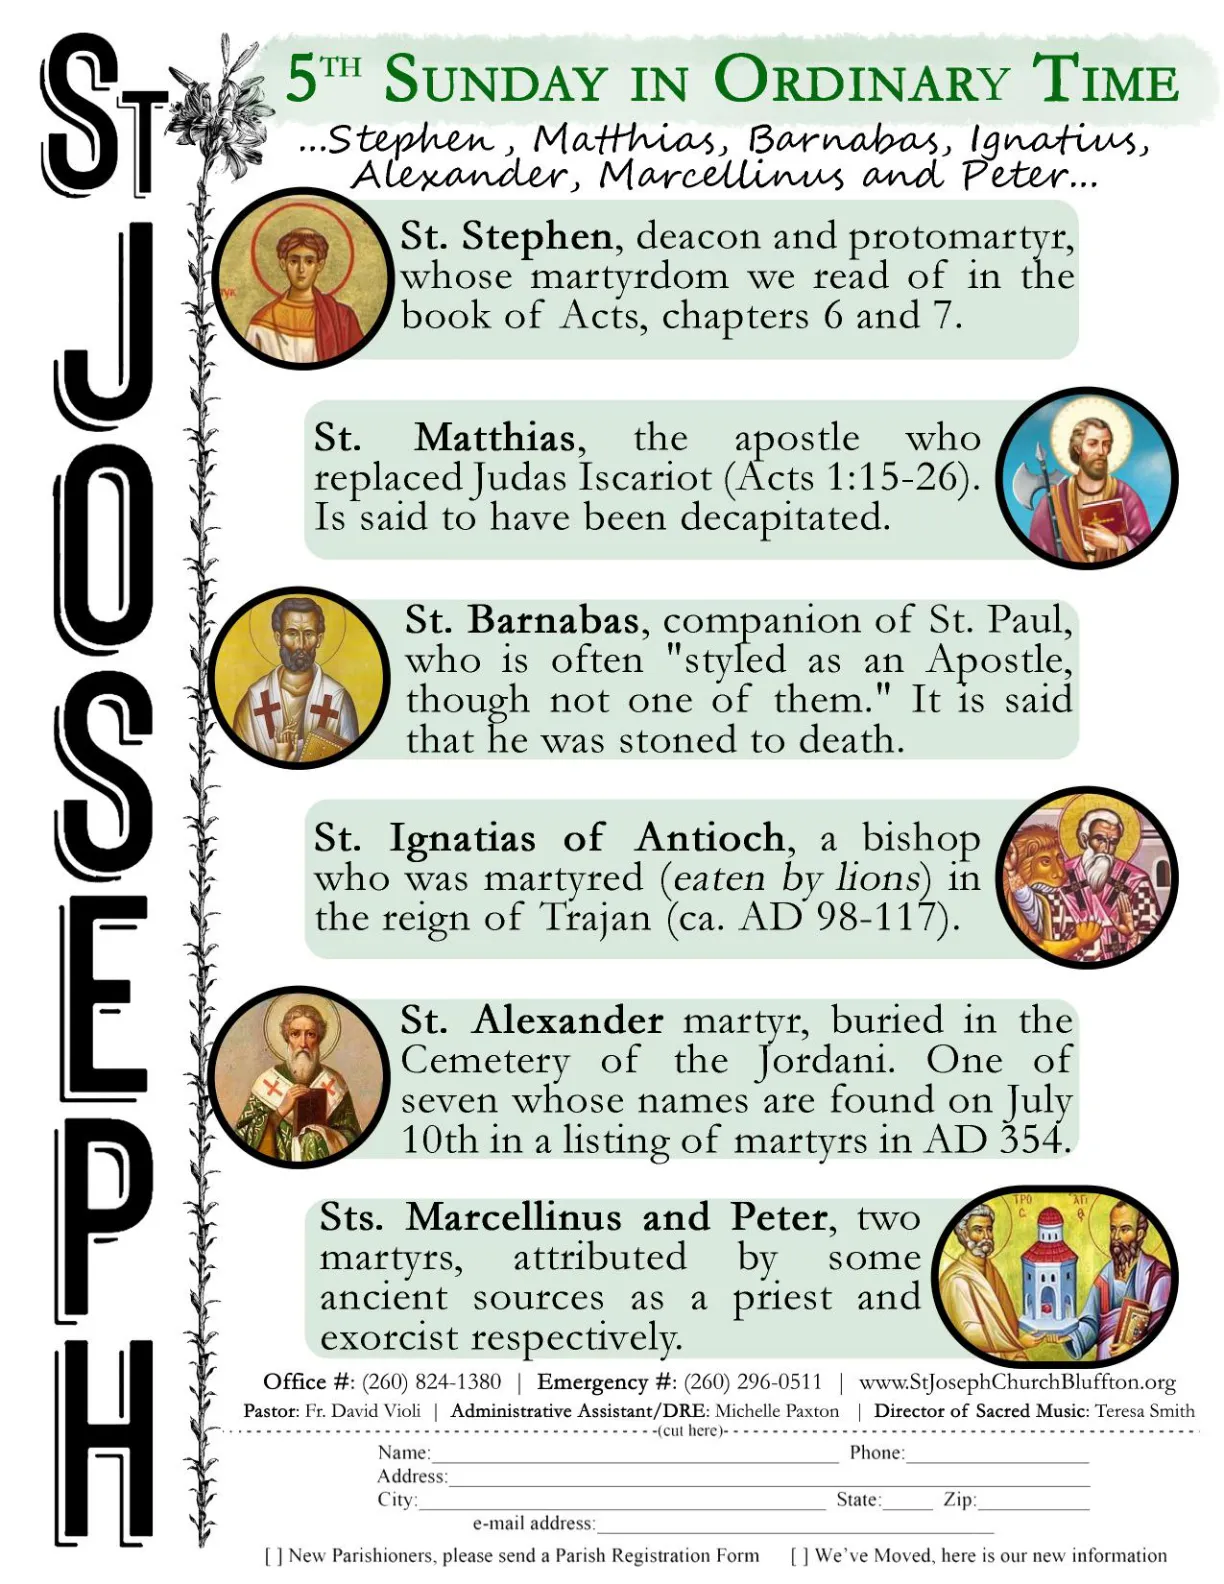 ST JOSEPH
5TH SUNDAY IN ORDINARY TIME
...Stephen , Matthias, Barnabas, Ignatius,
Alexander, Marcellinus and Peter...
St. Stephen, deacon and protomartyr,
whose martyrdom we read of in the
book of Acts, chapters 6 and 7.
St. Matthias, the apostle who
replaced Judas Iscariot (Acts 1:15-26).
Is said to have been decapitated.
St. Barnabas, companion of St. Paul,
who is often "styled as an Apostle,
though not one of them." It is said
that he was stoned to death.
St. Ignatias of Antioch, a bishop
who was martyred (eaten by lions) in
the reign of Trajan (ca. AD 98-117).
St. Alexander martyr, buried in the
Cemetery of the Jordani. One of
seven whose names are found on July
10th in a listing of martyrs in AD 354.
Sts. Marcellinus and Peter, two
martyrs, attributed by some
ancient sources as a priest and
exorcist respectively.
Office #: (260) 824-1380 | Emergency #: (260) 296-0511 | www.StJosephChurchBluffton.org
Pastor: Fr. David Violi | Administrative Assistant/DRE: Michelle Paxton | Director of Sacred Music: Teresa Smith
(cut here)
Name: Phone:
Address:
City: State: Zip:
e-mail address:
[ ] New Parishioners, please send a Parish Registration Form [ ] We've Moved, here is our new information